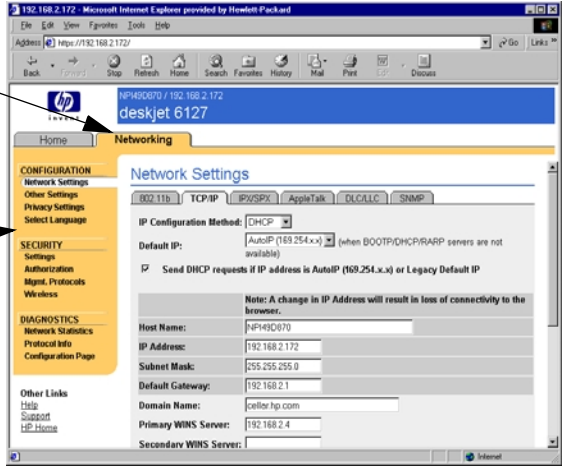 192.168.2.172 - Microsoft Internet Explorer provided by Hewlett-Packard
File Edit View Favorites Tools Help
Address https://192.168.2.172/ Go Links »
Back Forward Stop Refresh Home Search Favorites History Mail Print Edit Discuss
hp
invent
NPI49D870 / 192.168.2.172
deskjet 6127
Home Networking
CONFIGURATION
Network Settings
Other Settings
Privacy Settings
Select Language
SECURITY
Settings
Authorization
Mgmt. Protocols
Wireless
DIAGNOSTICS
Network Statistics
Protocol Info
Configuration Page
Other Links
Help
Support
HP Home
Network Settings
802.11b TCP/IP IPX/SPX AppleTalk DLC/LLC SNMP
IP Configuration Method: DHCP
Default IP: AutoIP (169.254.x.x) (when BOOTP/DHCP/RARP servers are not
available)
Send DHCP requests if IP address is AutoIP (169.254.x.x) or Legacy Default IP
Note: A change in IP Address will result in loss of connectivity to the
browser.
Host Name: NPI49D870
IP Address: 192.168.2.172
Subnet Mask: 255.255.255.0
Default Gateway: 192.168.2.1
Domain Name: cellar.hp.com
Primary WINS Server: 192.168.2.4
Secondary WINS Server:
Internet